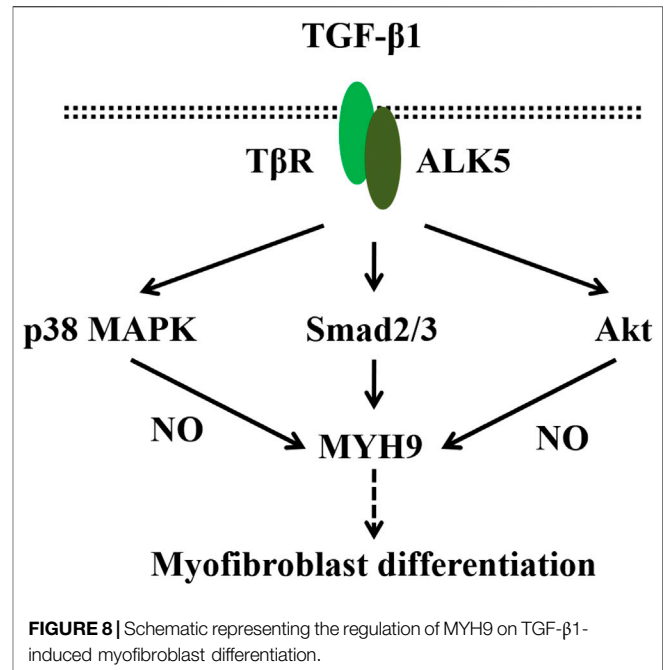 TGF-β1
TβR ALK5
p38 MAPK Smad2/3 Akt
NO NO
MYH9
Myofibroblast differentiation
FIGURE 8 | Schematic representing the regulation of MYH9 on TGF-β1-
induced myofibroblast differentiation.